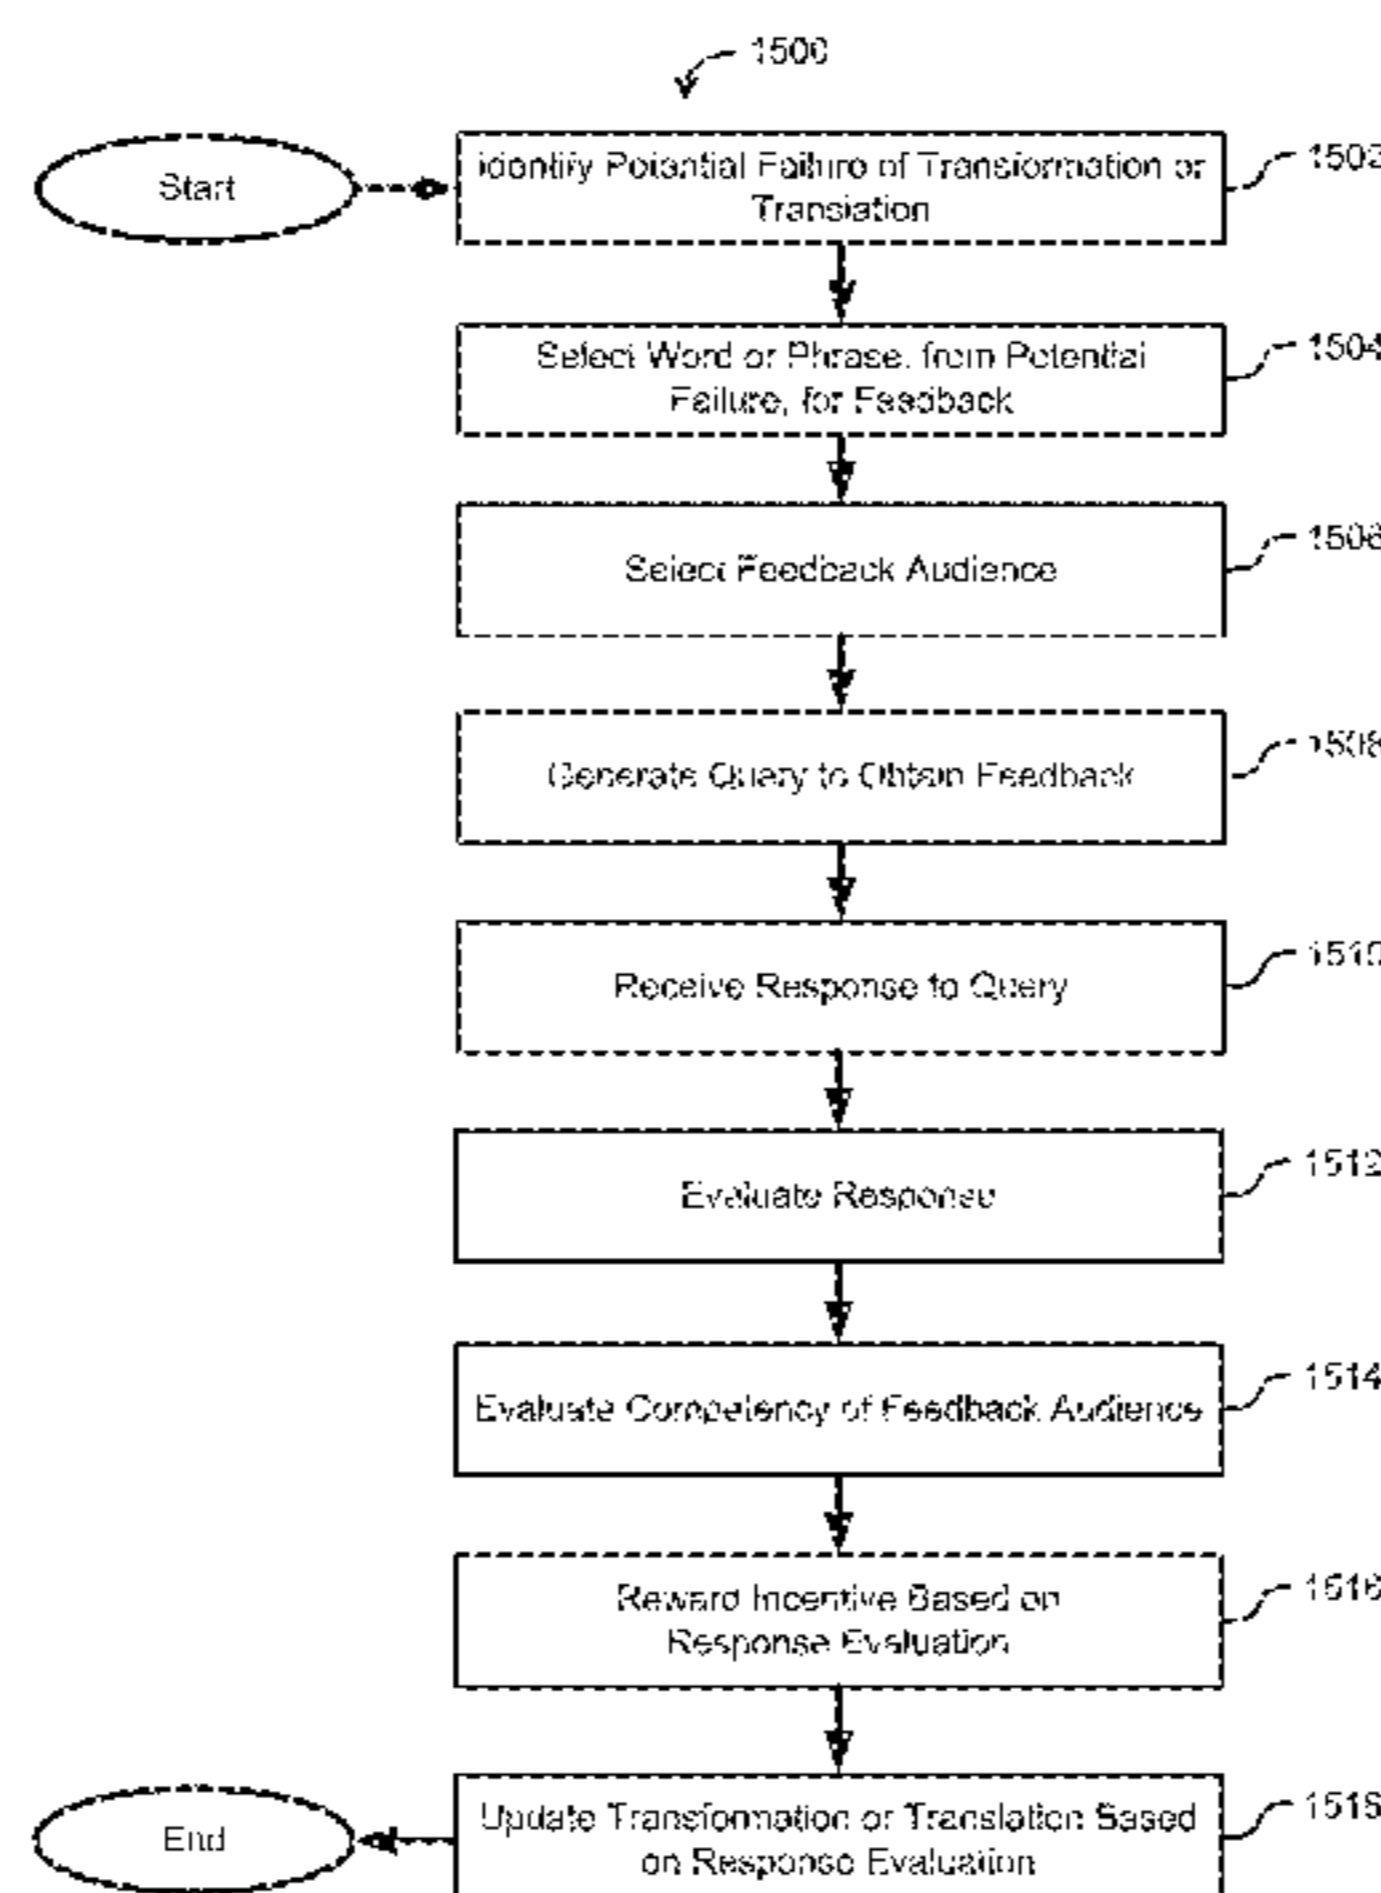 1500
Start
Identify Potential Failure of Transformation or
Translation
1502
Select Word or Phrase, from Potential
Failure, for Feedback
1504
Select Feedback Audience
1506
Generate Query to Obtain Feedback
1508
Receive Response to Query
1510
Evaluate Response
1512
Evaluate Competency of Feedback Audience
1514
Reward Incentive Based on
Response Evaluation
1516
Update Transformation or Translation Based
on Response Evaluation
1518
End